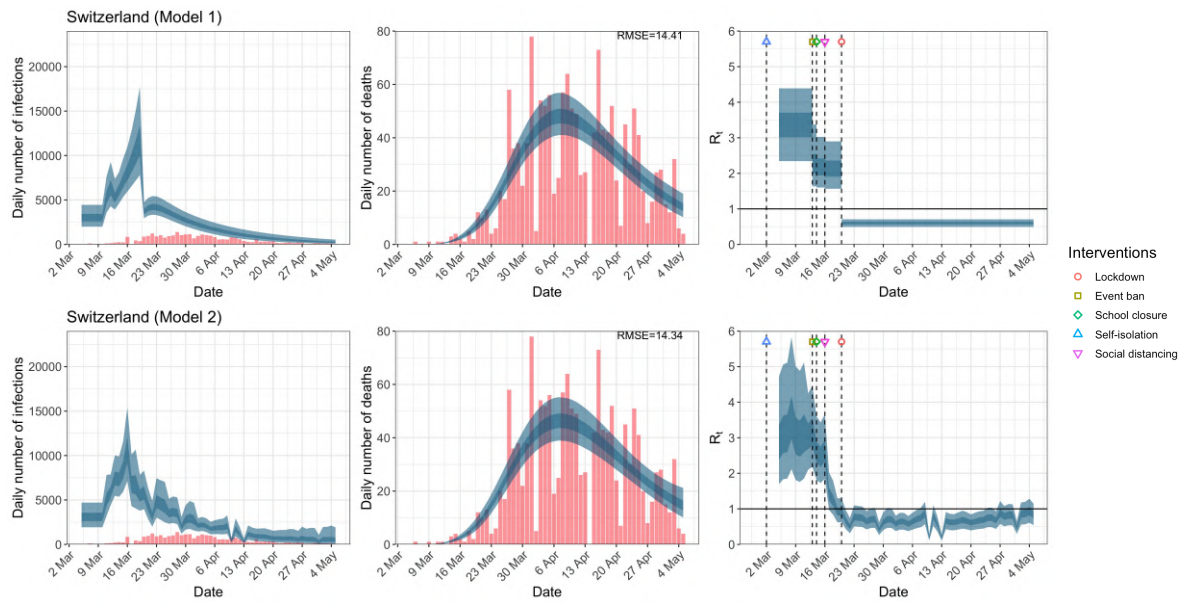 Switzerland (Model 1)
Daily number of infections
20000
15000
10000
5000
0
2 Mar
9 Mar
16 Mar
23 Mar
30 Mar
6 Apr
13 Apr
20 Apr
27 Apr
4 May
Date
Daily number of deaths
80
60
40
20
0
RMSE=14.41
2 Mar
9 Mar
16 Mar
23 Mar
30 Mar
6 Apr
13 Apr
20 Apr
27 Apr
4 May
Date
Rt
6
5
4
3
2
1
0
2 Mar
9 Mar
16 Mar
23 Mar
30 Mar
6 Apr
13 Apr
20 Apr
27 Apr
4 May
Date
Interventions
Lockdown
Event ban
School closure
Self-isolation
Social distancing
Switzerland (Model 2)
Daily number of infections
20000
15000
10000
5000
0
2 Mar
9 Mar
16 Mar
23 Mar
30 Mar
6 Apr
13 Apr
20 Apr
27 Apr
4 May
Date
Daily number of deaths
80
60
40
20
0
RMSE=14.34
2 Mar
9 Mar
16 Mar
23 Mar
30 Mar
6 Apr
13 Apr
20 Apr
27 Apr
4 May
Date
Rt
6
5
4
3
2
1
0
2 Mar
9 Mar
16 Mar
23 Mar
30 Mar
6 Apr
13 Apr
20 Apr
27 Apr
4 May
Date